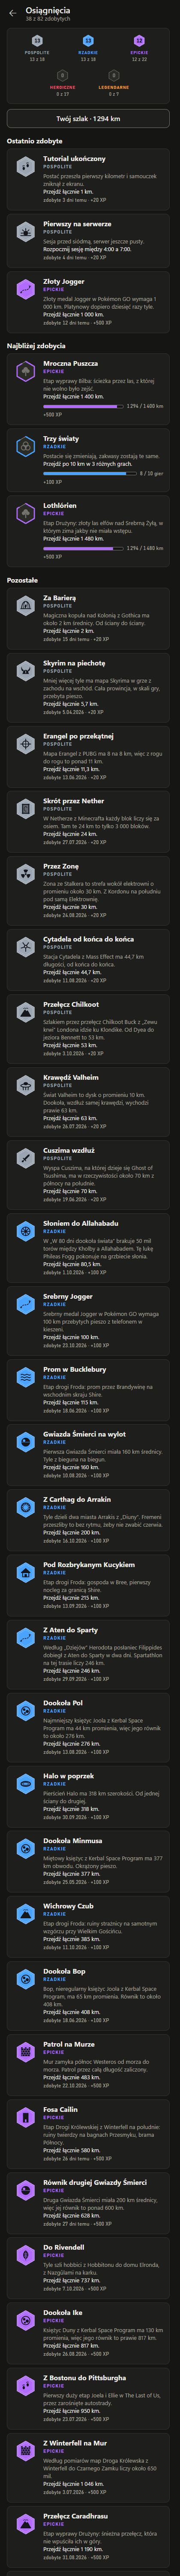 Osiągnięcia
38 z 82 zdobytych
13
POSPOLITE
13 z 18
13
RZADKIE
13 z 18
12
EPICKIE
12 z 22
0
HEROICZNE
0 z 17
0
LEGENDARNE
0 z 7
Twój szlak · 1 294 km
Ostatnio zdobyte
Tutorial ukończony
POSPOLITE
Postać przeszła pierwszy kilometr i samouczek
zniknął z ekranu.
Przejdź łącznie 1 km.
zdobyte 3 dni temu · +20 XP
Pierwszy na serwerze
POSPOLITE
Sesja przed siódmą, serwer jeszcze pusty.
Rozpocznij sesję między 4:00 a 7:00.
zdobyte 4 dni temu · +20 XP
Złoty Jogger
EPICKIE
Złoty medal Jogger w Pokémon GO wymaga 1
000 km. Platynowy dopiero dziesięć razy tyle.
Przejdź łącznie 1 000 km.
zdobyte 12 dni temu · +500 XP
Najbliżej zdobycia
Mroczna Puszcza
EPICKIE
Etap wyprawy Bilba: ścieżka przez las, z której
nie wolno było zejść.
Przejdź łącznie 1 400 km.
1 294 / 1 400 km
+500 XP
Trzy światy
RZADKIE
Postacie się zmieniają, zakwasy zostają te same.
Przejdź po 10 km w 3 różnych grach.
8 / 10 gier
+100 XP
Lothlórien
EPICKIE
Etap Drużyny: złoty las elfów nad Srebrną Żyłą, w
którym zima jakby nie miała wstępu.
Przejdź łącznie 1 480 km.
1 294 / 1 480 km
+500 XP
Pozostałe
Za Barierą
POSPOLITE
Magiczna kopuła nad kolonią z Gothica ma
około 2 km średnicy. Od ściany do ściany.
Przejdź łącznie 2 km.
zdobyte 15 dni temu · +20 XP
Skyrim na piechotę
POSPOLITE
Mniej więcej tyle ma mapa Skyrima w grze z
zachodu na wschód. Cała prowincja, w skali gry,
przebyta pieszo.
Przejdź łącznie 5,7 km.
zdobyte 5.04.2026 · +20 XP
Erangel po przekątnej
POSPOLITE
Mapa Erangel z PUBG ma 8 na 8 km, więc z rogu
do rogu to ponad 11 km.
Przejdź łącznie 11,3 km.
zdobyte 13.06.2026 · +20 XP
Skrót przez Nether
POSPOLITE
W Netherze z Minecrafta każdy blok liczy się za
osiem. Tam te 24 km to tylko 3 000 bloków.
Przejdź łącznie 24 km.
zdobyte 27.07.2026 · +20 XP
Przez Zonę
POSPOLITE
Zona ze Stalkera to strefa wokół elektrowni o
promieniu około 30 km. Z Kordonu na południu
pod samą Elektrownię.
Przejdź łącznie 30 km.
zdobyte 24.08.2026 · +20 XP
Cytadela od końca do końca
POSPOLITE
Stacja Cytadela z Mass Effect ma 44,7 km
długości, od końca do końca.
Przejdź łącznie 44,7 km.
zdobyte 11.08.2026 · +20 XP
Przełęcz Chilkoot
POSPOLITE
Szlakiem przez przełęcz Chilkoot Buck z „Zewu
krwi” Londona idzie ku Klondike. Od Dyea do
jeziora Bennett to 53 km.
Przejdź łącznie 53 km.
zdobyte 3.10.2026 · +20 XP
Krawędź Valheim
POSPOLITE
Świat Valheim to dysk o promieniu 10 km.
Dookoła, wzdłuż samej krawędzi, wychodzi
prawie 63 km.
Przejdź łącznie 63 km.
zdobyte 26.07.2026 · +20 XP
Cuszima wzdłuż
POSPOLITE
Wyspa Cuszima, na której dzieje się Ghost of
Tsushima, ma w rzeczywistości około 70 km z
północy na południe.
Przejdź łącznie 70 km.
zdobyte 19.06.2026 · +20 XP
Słoniem do Allahabadu
RZADKIE
W „W 80 dni dookoła świata” brakuje 50 mil
torów między Kholby a Allahabadem. Tę lukę
Phileas Fogg pokonuje na grzbiecie słonia.
Przejdź łącznie 80,5 km.
zdobyte 1.10.2026 · +100 XP
Srebrny Jogger
RZADKIE
Srebrny medal Jogger w Pokémon GO wymaga
100 km przebytych pieszo z telefonem w
kieszeni.
Przejdź łącznie 100 km.
zdobyte 23.10.2026 · +100 XP
Prom w Bucklebury
RZADKIE
Etap drogi Froda: prom przez Brandywinę na
wschodnim skraju Shire.
Przejdź łącznie 115 km.
zdobyte 18.06.2026 · +100 XP
Gwiazda Śmierci na wylot
RZADKIE
Pierwsza Gwiazda Śmierci miała 160 km średnicy.
Tyle z bieguna na biegun.
Przejdź łącznie 160 km.
zdobyte 10.08.2026 · +100 XP
Z Carthag do Arrakin
RZADKIE
Tyle dzieli dwa miasta Arrakis z „Diuny”. Fremeni
przeszliby to bez rytmu, żeby nie zwabić czerwia.
Przejdź łącznie 200 km.
zdobyte 16.10.2026 · +100 XP
Pod Rozbrykanym Kucykiem
RZADKIE
Etap drogi Froda: gospoda w Bree, pierwszy
nocleg za granicą Shire.
Przejdź łącznie 215 km.
zdobyte 13.09.2026 · +100 XP
Z Aten do Sparty
RZADKIE
Według „Dziejów” Herodota posłaniec Filippides
dobiegł z Aten do Sparty w dwa dni. Spartathlon
na tej trasie liczy 246 km.
Przejdź łącznie 246 km.
zdobyte 29.09.2026 · +100 XP
Dookoła Pol
RZADKIE
Najmniejszy księżyc Joola z Kerbal Space
Program ma 44 km promienia, więc jego równik
to około 276 km.
Przejdź łącznie 276 km.
zdobyte 13.08.2026 · +100 XP
Halo w poprzek
RZADKIE
Pierścień Halo ma 318 km szerokości. Od jednej
ściany do drugiej.
Przejdź łącznie 318 km.
zdobyte 30.09.2026 · +100 XP
Dookoła Minmusa
RZADKIE
Miętowy księżyc z Kerbal Space Program ma 377
km obwodu. Okrążony pieszo.
Przejdź łącznie 377 km.
zdobyte 25.05.2026 · +100 XP
Wichrowy Czub
RZADKIE
Etap drogi Froda: ruiny strażnicy na samotnym
wzgórzu przy Wielkim Gościńcu.
Przejdź łącznie 385 km.
zdobyte 11.10.2026 · +100 XP
Dookoła Bop
RZADKIE
Bop, nieregularny księżyc Joola z Kerbal Space
Program, ma 65 km promienia. Równik to około
408 km.
Przejdź łącznie 408 km.
zdobyte 18.06.2026 · +100 XP
Patrol na Murze
EPICKIE
Mur zamyka północ Westeros od morza do
morza. Patrol przez całą długość zaliczony.
Przejdź łącznie 483 km.
zdobyte 22.10.2026 · +500 XP
Fosa Cailin
EPICKIE
Etap Drogi Królewskiej z Winterfell na południe:
ruiny twierdzy na bagnach Przesmyku, brama
Północy.
Przejdź łącznie 580 km.
zdobyte 26 dni temu · +500 XP
Równik drugiej Gwiazdy Śmierci
EPICKIE
Druga Gwiazda Śmierci miała 200 km średnicy,
więc jej równik to ponad 600 km.
Przejdź łącznie 628 km.
zdobyte 27 dni temu · +500 XP
Do Rivendell
EPICKIE
Tyle szli hobbici z Hobbitonu do domu Elronda,
z Nazgûlami na karku.
Przejdź łącznie 737 km.
zdobyte 7.10.2026 · +500 XP
Dookoła Ike
EPICKIE
Księżyc Duny z Kerbal Space Program ma 130 km
promienia, więc jego równik to prawie 817 km.
Przejdź łącznie 817 km.
zdobyte 26.08.2026 · +500 XP
Z Bostonu do Pittsburgha
EPICKIE
Pierwszy duży etap Joela i Ellie w The Last of Us,
przez zarośnięte autostrady.
Przejdź łącznie 950 km.
zdobyte 23.07.2026 · +500 XP
Z Winterfell na Mur
EPICKIE
Według pomiarów map Droga Królewska z
Winterfell do Czarnego Zamku liczy około 650
mil.
Przejdź łącznie 1 046 km.
zdobyte 3.07.2026 · +500 XP
Przełęcz Caradhrasu
EPICKIE
Etap wyprawy Drużyny: śnieżna przełęcz, która
nie wpuściła ich w góry.
Przejdź łącznie 1 190 km.
zdobyte 31.08.2026 · +500 XP